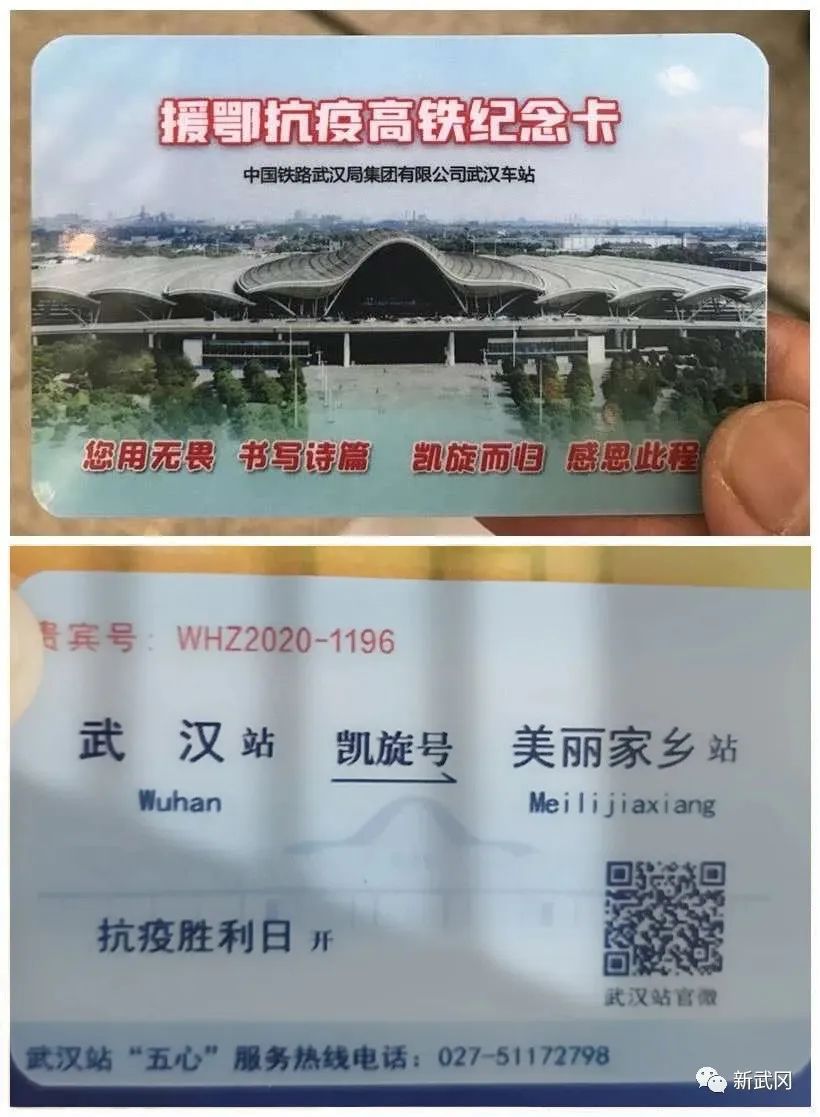 援鄂抗疫高铁纪念卡
中国铁路武汉局集团有限公司武汉车站
您用无畏 书写诗篇 凯旋而归 感恩此程
贵宾号：WHZ2020-1196
武 汉 站 凯旋号 美丽家乡 站
Wuhan Meilijiaxiang
抗疫胜利日 开
武汉站官微
武汉站“五心”服务热线电话：027-51172798
新武冈